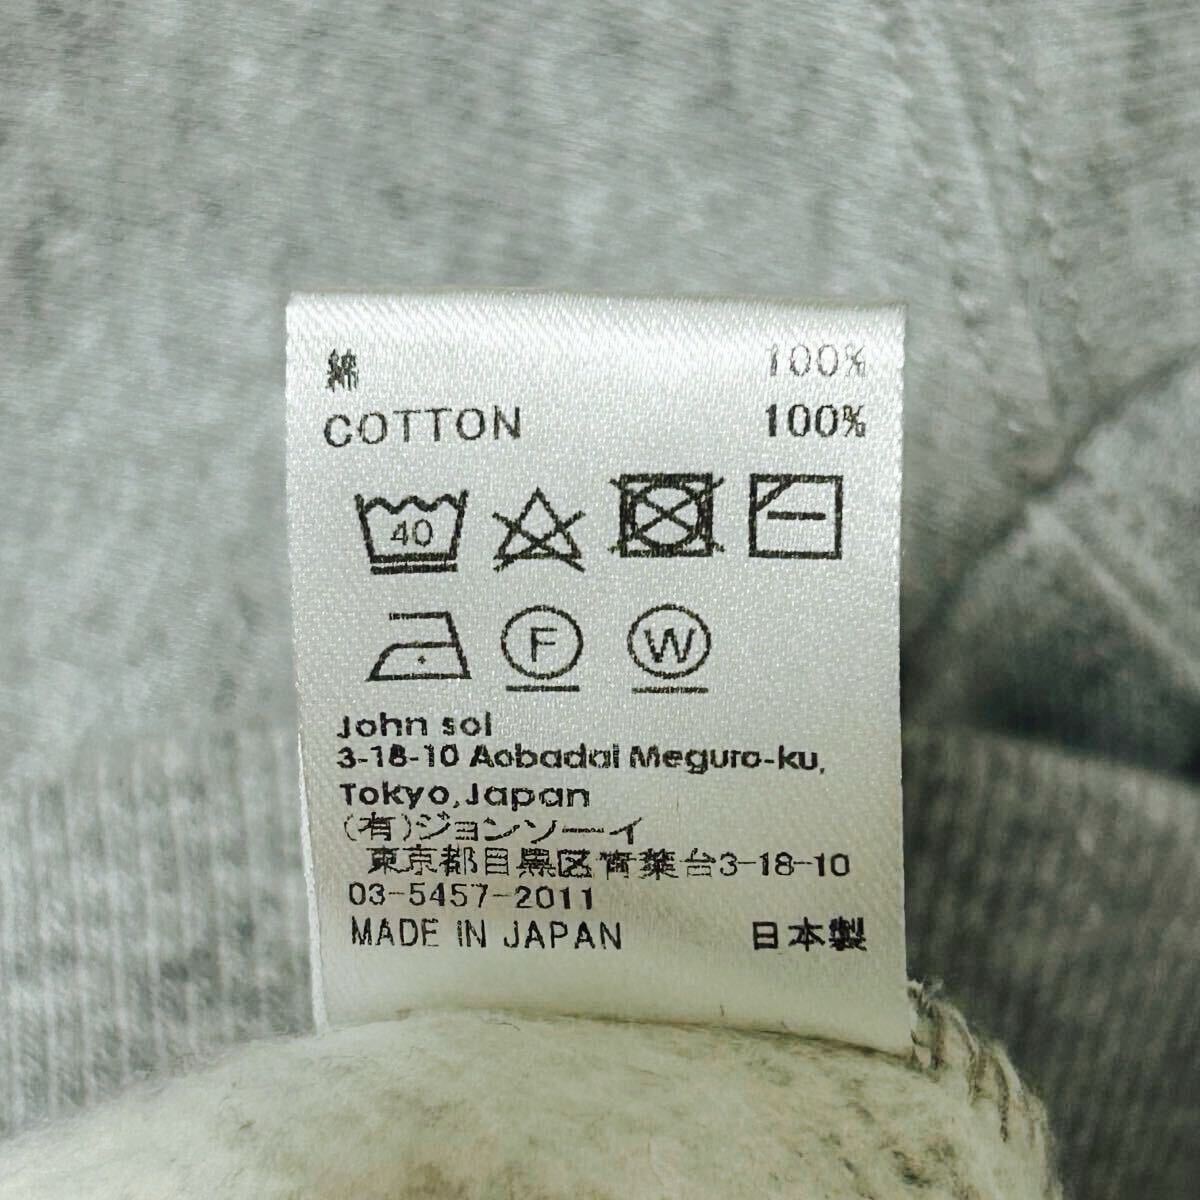 綿 100%
COTTON 100%
40
F W
John sol
3-18-10 Aobadai Meguro-ku,
Tokyo,Japan
(有)ジョンソーイ
東京都目黒区青葉台3-18-10
03-5457-2011
MADE IN JAPAN 日本製